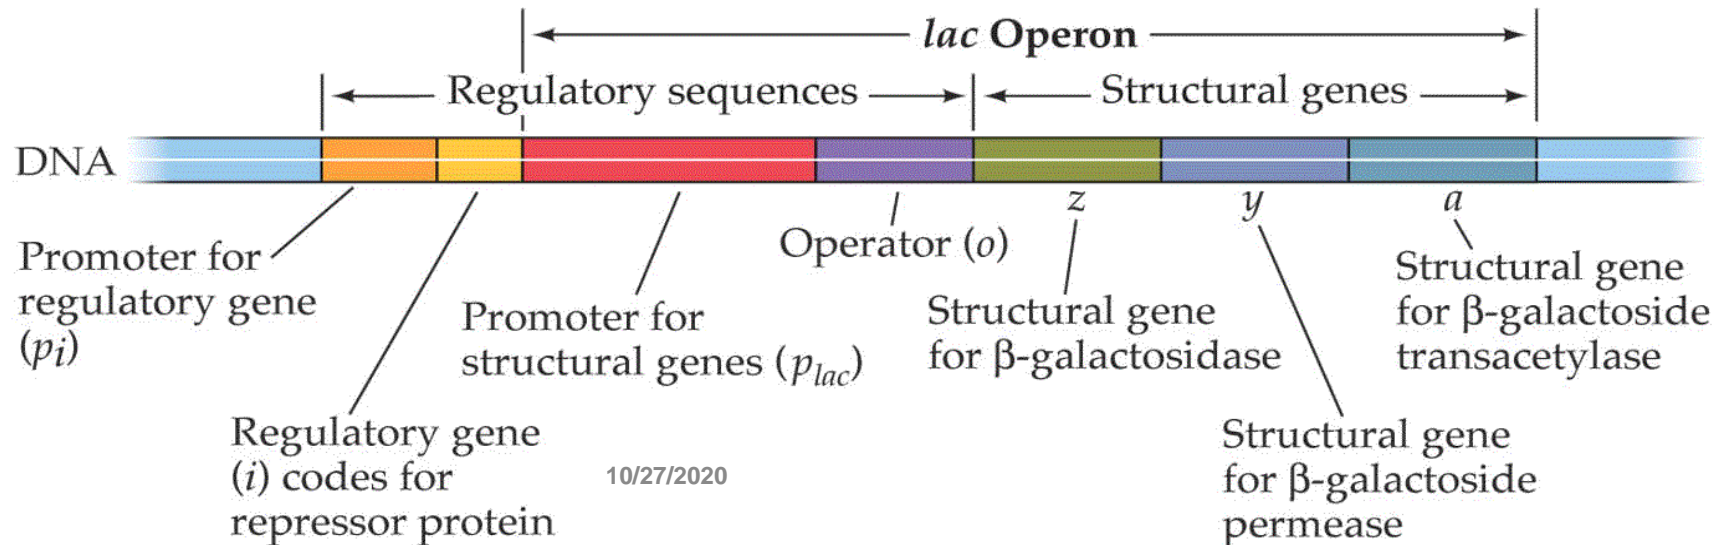 lac Operon
Regulatory sequences
Structural genes
DNA
z
y
a
Promoter for
regulatory gene
(pi)
Regulatory gene
(i) codes for
repressor protein
Promoter for
structural genes (plac)
Operator (o)
Structural gene
for β-galactosidase
Structural gene
for β-galactoside
permease
Structural gene
for β-galactoside
transacetylase
10/27/2020